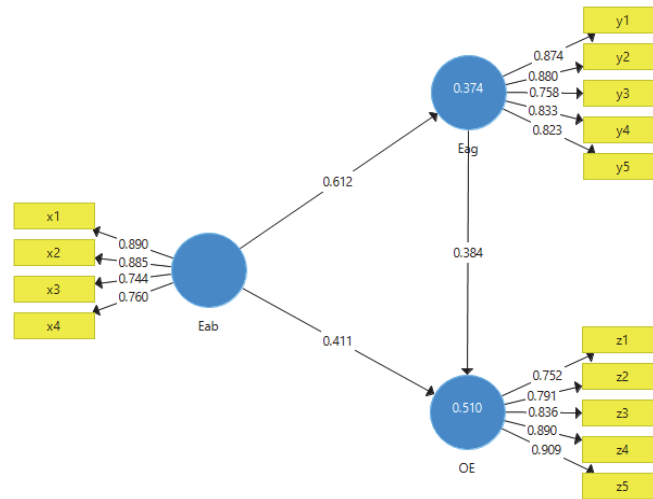 y1
0.874
y2
0.880
0.374
0.758
y3
0.833
y4
0.823
Eag
y5
0.612
x1
0.890
x2
0.885
0.744
x3
0.760
x4
Eab
0.384
0.411
z1
0.752
z2
0.791
0.510
0.836
z3
0.890
z4
0.909
OE
z5